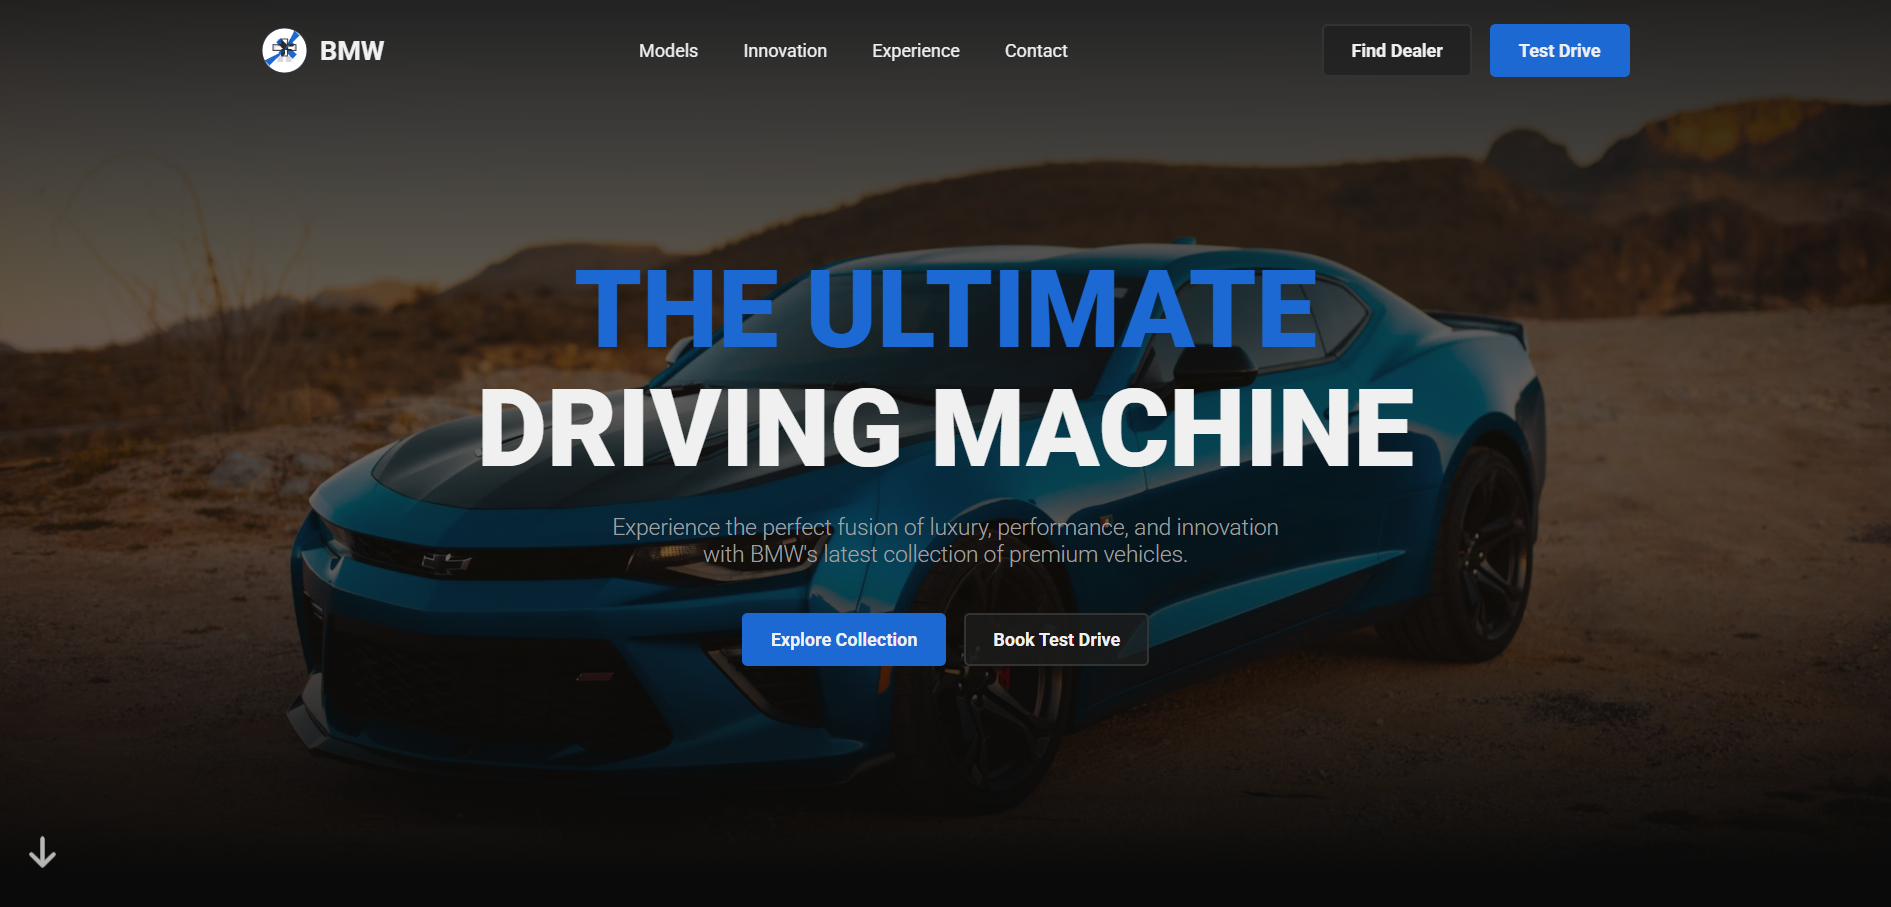 BMW
Models
Innovation
Experience
Contact
Find Dealer
Test Drive
THE ULTIMATE
DRIVING MACHINE
Experience the perfect fusion of luxury, performance, and innovation
with BMW's latest collection of premium vehicles.
Explore Collection
Book Test Drive